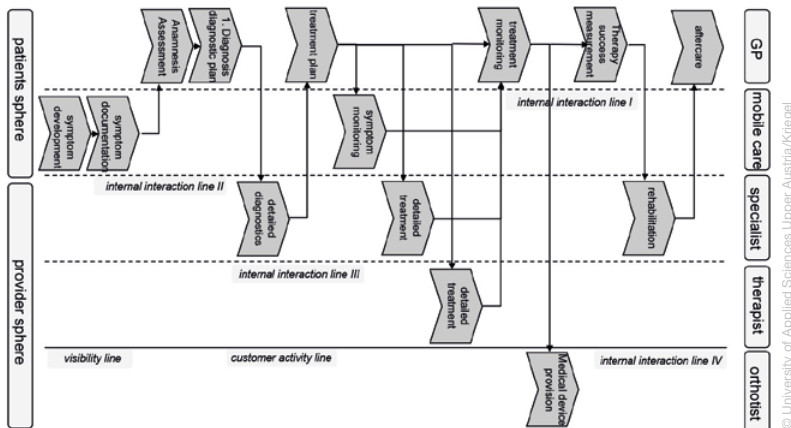 patients sphere
provider sphere
symptom
development
symptom
documentation
Anamnesis
Assessment
1. Diagnosis
diagnostic plan
detailed
diagnostics
treatment plan
symptom
monitoring
detailed
treatment
detailed
treatment
treatment
monitoring
Medical device
provision
Therapy
success
measurement
rehabilitation
aftercare
internal interaction line I
internal interaction line II
internal interaction line III
visibility line
customer activity line
internal interaction line IV
GP
mobile care
specialist
therapist
orthotist
© University of Applied Sciences Upper Austria/Kriegel